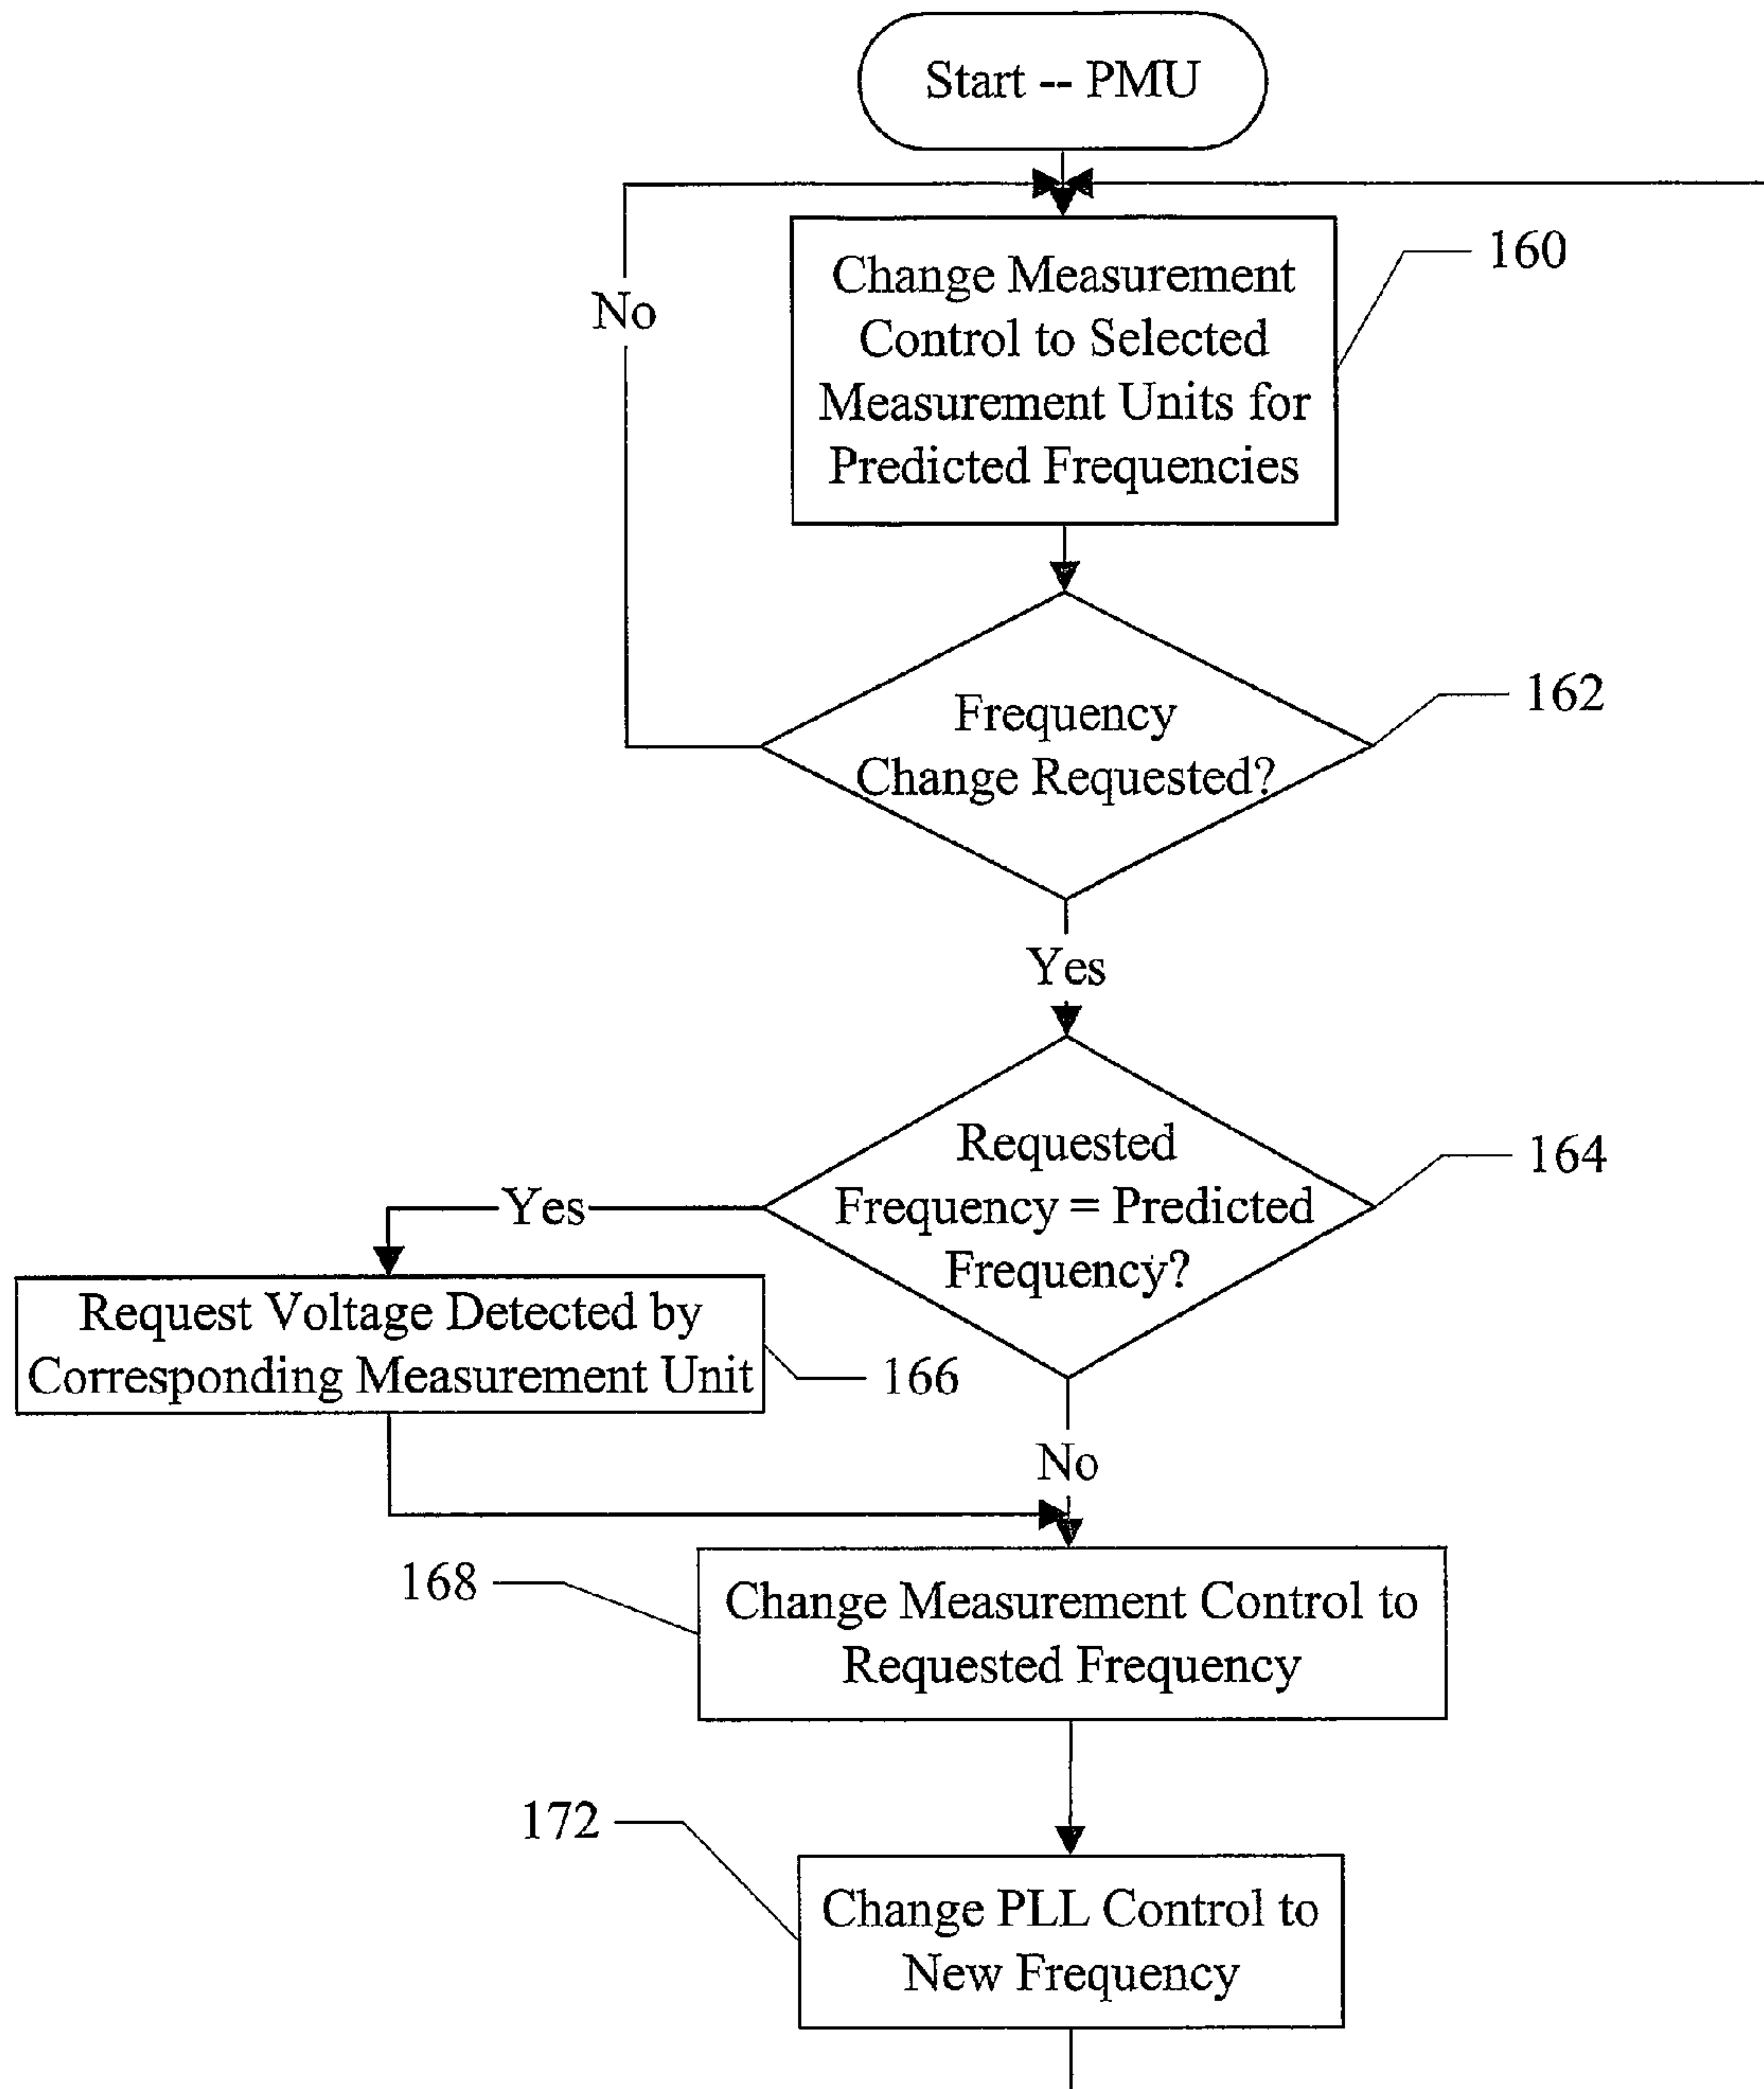 Start -- PMU
No
Change Measurement
Control to Selected
Measurement Units for
Predicted Frequencies
160
Frequency
Change Requested?
162
Yes
Requested
Frequency = Predicted
Frequency?
164
Yes
Request Voltage Detected by
Corresponding Measurement Unit
166
No
168
Change Measurement Control to
Requested Frequency
172
Change PLL Control to
New Frequency